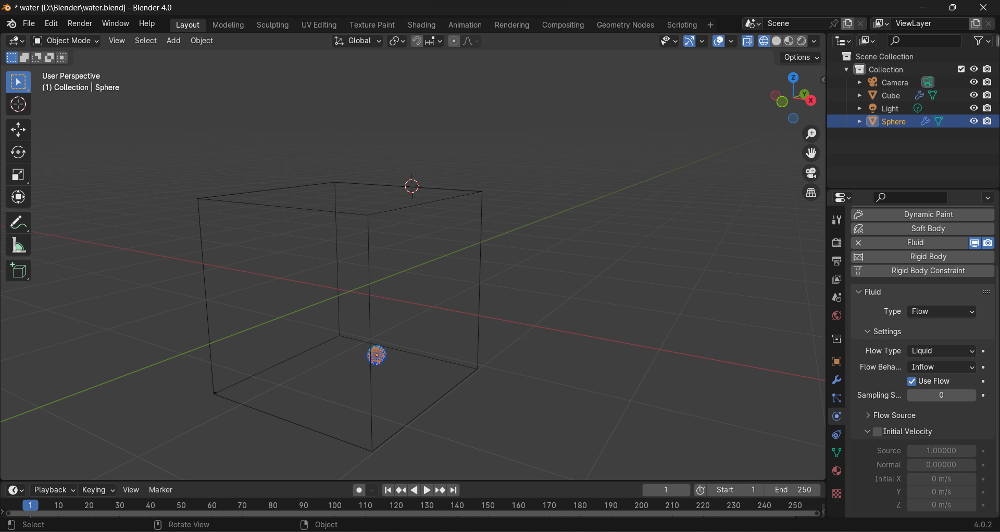 * water [D:\Blender\water.blend] - Blender 4.0
File Edit Render Window Help
Layout Modeling Sculpting UV Editing Texture Paint Shading Animation Rendering Compositing Geometry Nodes Scripting +
Scene
ViewLayer
Object Mode View Select Add Object
Global
Options
User Perspective
(1) Collection | Sphere
Z
Y
X
Scene Collection
Collection
Camera
Cube
Light
Sphere
Dynamic Paint
Soft Body
Fluid
Rigid Body
Rigid Body Constraint
Fluid
Type Flow
Settings
Flow Type Liquid
Flow Beha... Inflow
Use Flow
Sampling S... 0
Flow Source
Initial Velocity
Source 1.00000
Normal 0.00000
Initial X 0 m/s
Y 0 m/s
Z 0 m/s
Playback Keying View Marker
1 Start 1 End 250
1 10 20 30 40 50 60 70 80 90 100 110 120 130 140 150 160 170 180 190 200 210 220 230 240 250
Select Rotate View Object 4.0.2